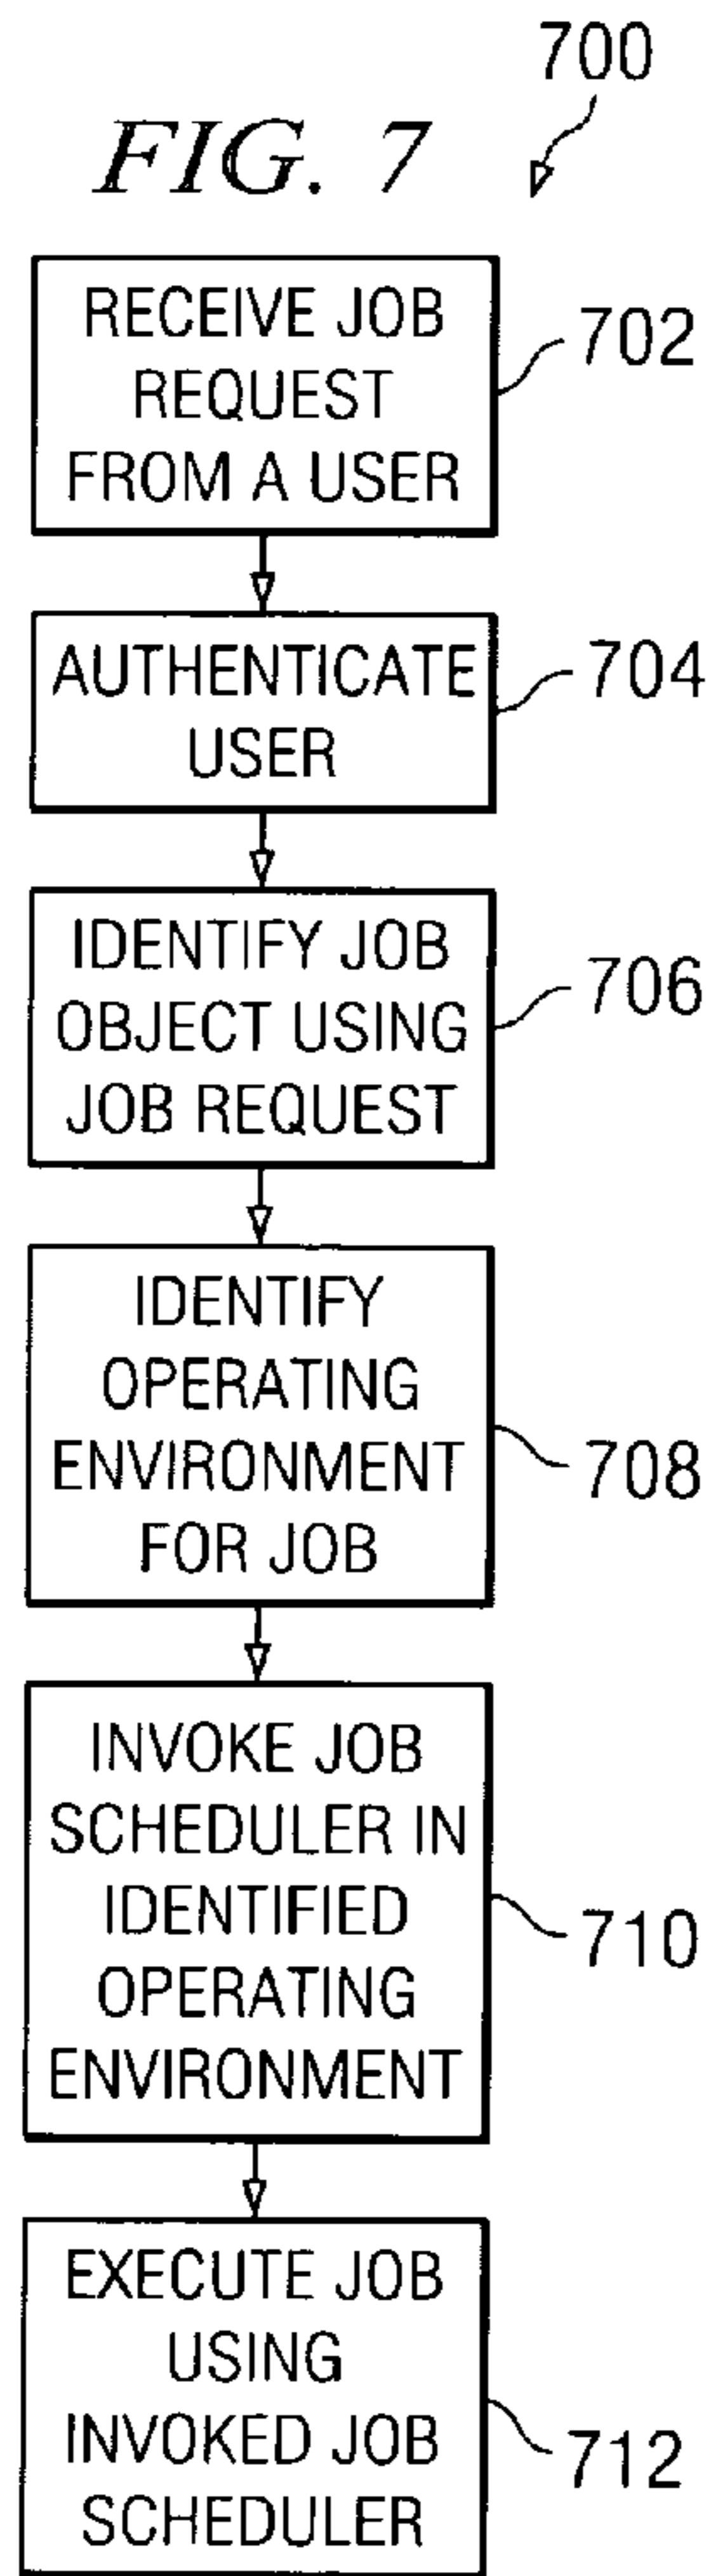 700
FIG. 7
RECEIVE JOB
REQUEST
FROM A USER
702
AUTHENTICATE
USER
704
IDENTIFY JOB
OBJECT USING
JOB REQUEST
706
IDENTIFY
OPERATING
ENVIRONMENT
FOR JOB
708
INVOKE JOB
SCHEDULER IN
IDENTIFIED
OPERATING
ENVIRONMENT
710
EXECUTE JOB
USING
INVOKED JOB
SCHEDULER
712